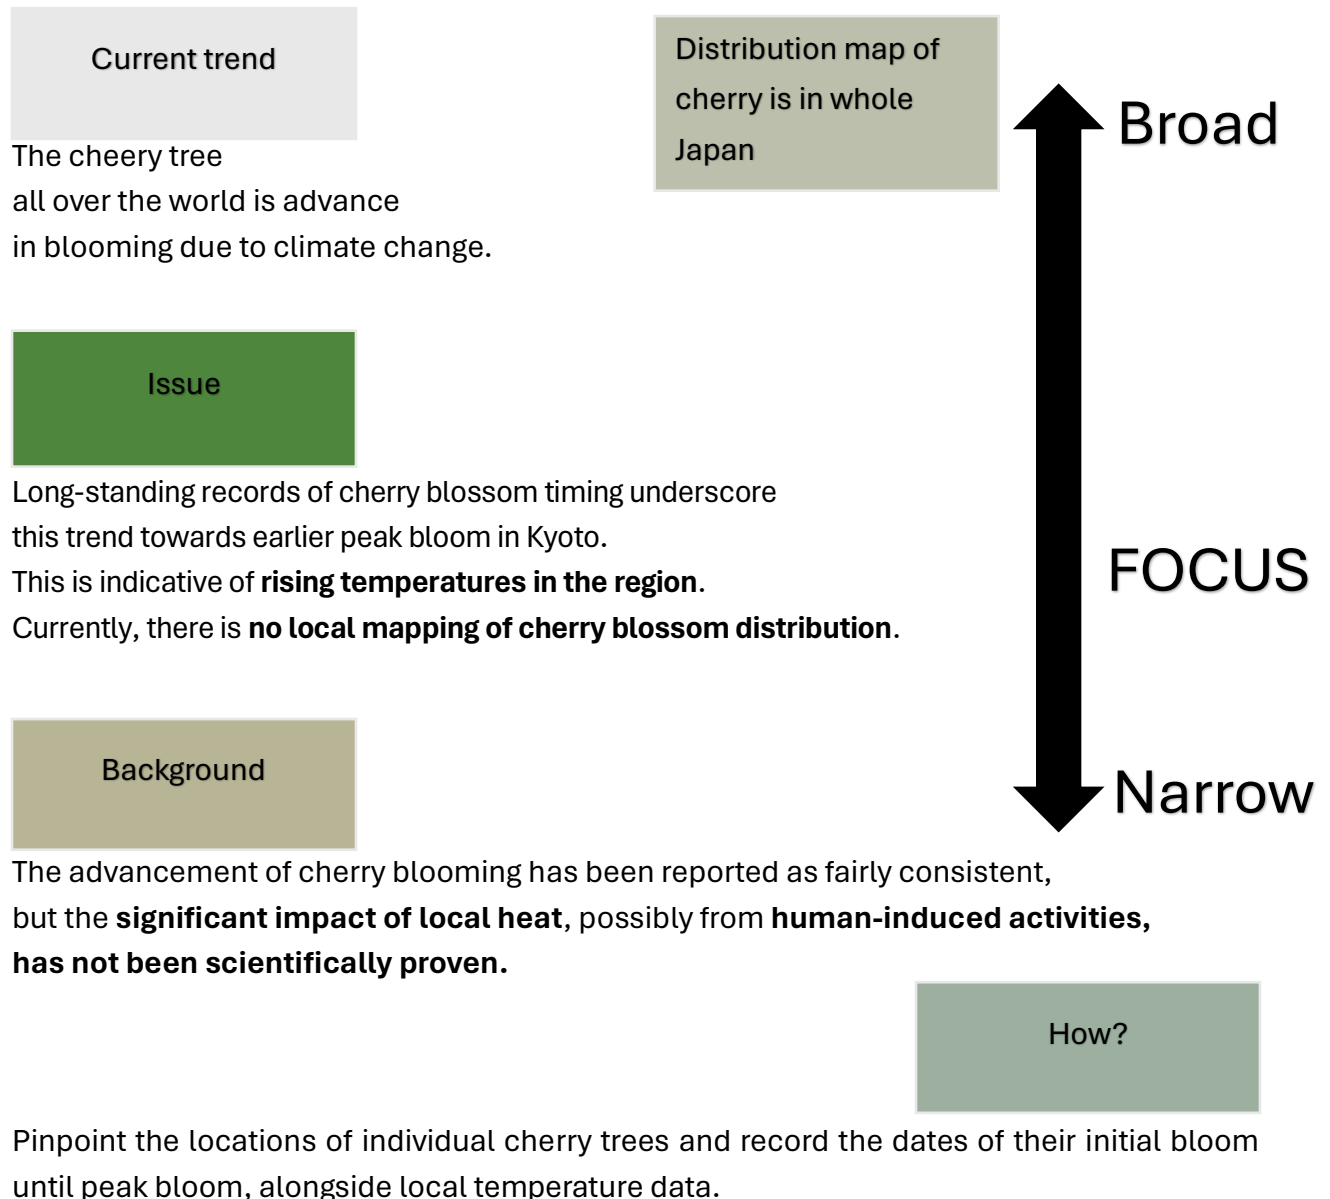 Current trend
The cheery tree
all over the world is advance
in blooming due to climate change.
Distribution map of
cherry is in whole
Japan
Broad
Issue
Long-standing records of cherry blossom timing underscore
this trend towards earlier peak bloom in Kyoto.
This is indicative of rising temperatures in the region.
Currently, there is no local mapping of cherry blossom distribution.
FOCUS
Background
Narrow
The advancement of cherry blooming has been reported as fairly consistent,
but the significant impact of local heat, possibly from human-induced activities,
has not been scientifically proven.
How?
Pinpoint the locations of individual cherry trees and record the dates of their initial bloom
until peak bloom, alongside local temperature data.